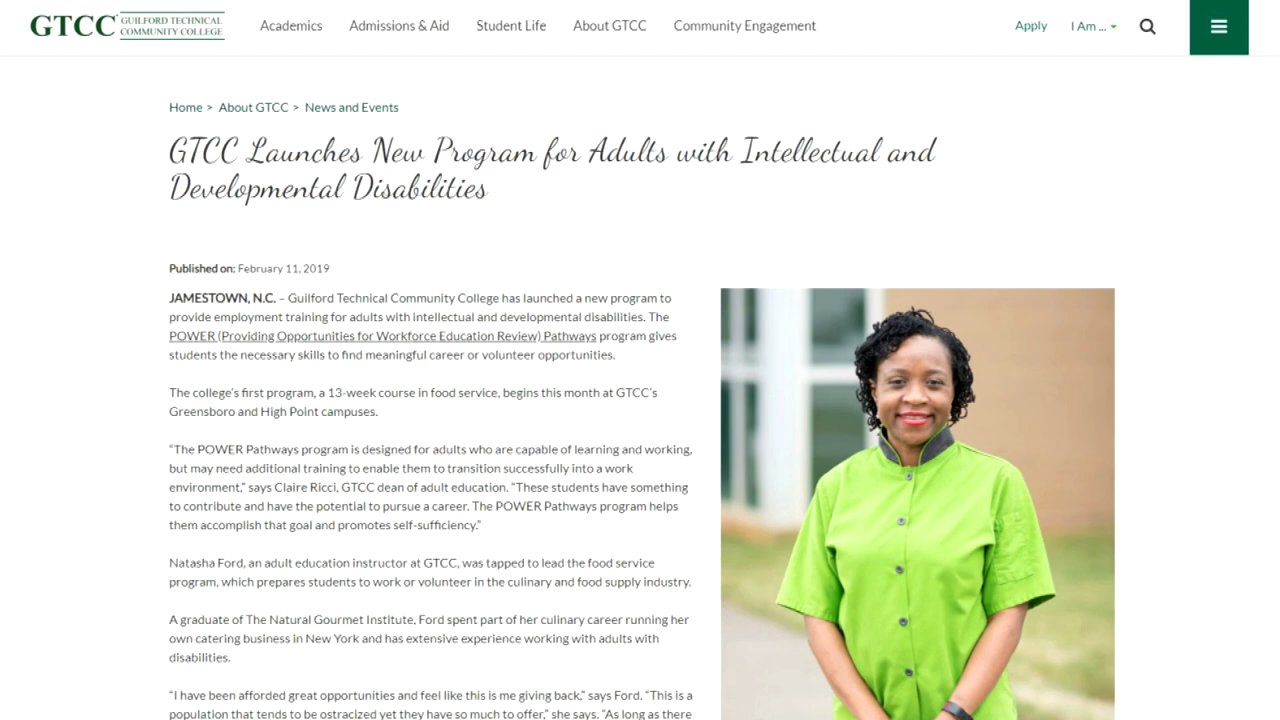 GTCC GUILFORD TECHNICAL
COMMUNITY COLLEGE
Academics Admissions & Aid Student Life About GTCC Community Engagement Apply I Am ...
Home > About GTCC > News and Events
GTCC Launches New Program for Adults with Intellectual and
Developmental Disabilities
Published on: February 11, 2019
JAMESTOWN, N.C. – Guilford Technical Community College has launched a new program to
provide employment training for adults with intellectual and developmental disabilities. The
POWER (Providing Opportunities for Workforce Education Review) Pathways program gives
students the necessary skills to find meaningful career or volunteer opportunities.
The college's first program, a 13-week course in food service, begins this month at GTCC's
Greensboro and High Point campuses.
"The POWER Pathways program is designed for adults who are capable of learning and working,
but may need additional training to enable them to transition successfully into a work
environment," says Claire Ricci, GTCC dean of adult education. "These students have something
to contribute and have the potential to pursue a career. The POWER Pathways program helps
them accomplish that goal and promotes self-sufficiency."
Natasha Ford, an adult education instructor at GTCC, was tapped to lead the food service
program, which prepares students to work or volunteer in the culinary and food supply industry.
A graduate of The Natural Gourmet Institute, Ford spent part of her culinary career running her
own catering business in New York and has extensive experience working with adults with
disabilities.
"I have been afforded great opportunities and feel like this is me giving back," says Ford. "This is a
population that tends to be ostracized yet they have so much to offer," she says. "As long as there